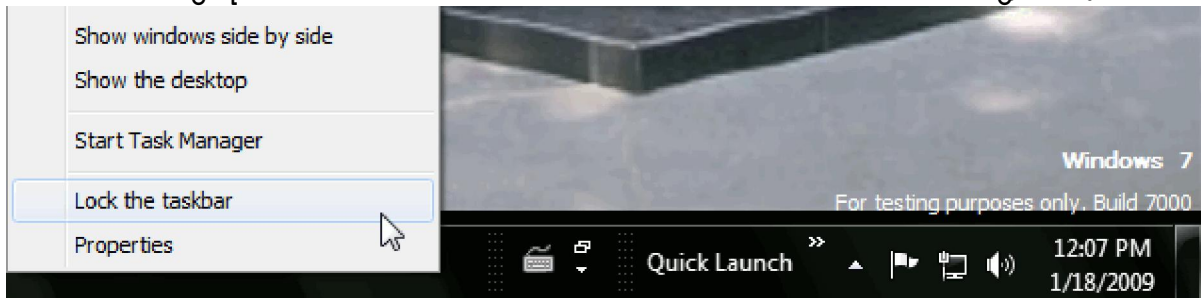 Show windows side by side
Show the desktop
Start Task Manager
Lock the taskbar
Properties
Windows 7
For testing purposes only. Build 7000
Quick Launch
12:07 PM
1/18/2009